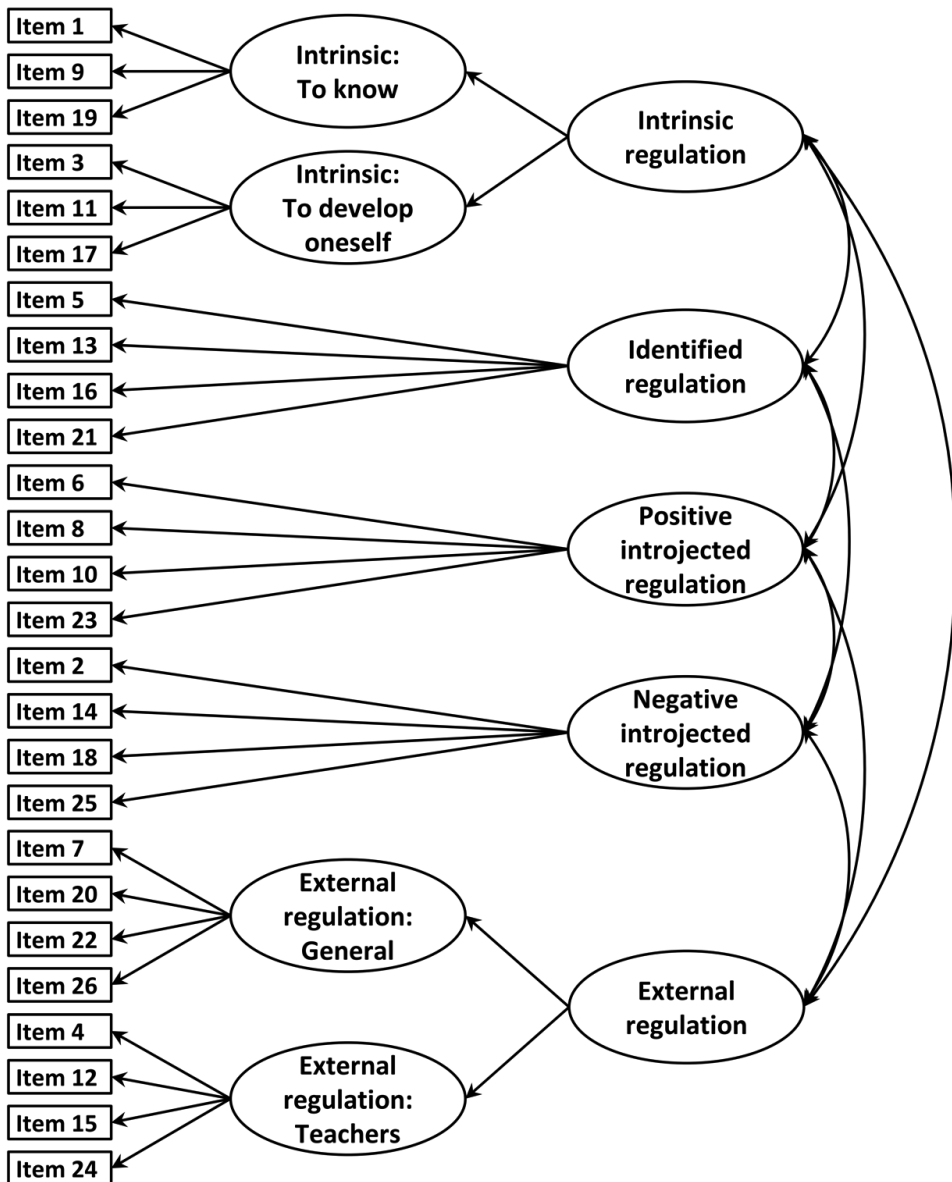 Item 1
Item 9
Item 19
Item 3
Item 11
Item 17
Item 5
Item 13
Item 16
Item 21
Item 6
Item 8
Item 10
Item 23
Item 2
Item 14
Item 18
Item 25
Item 7
Item 20
Item 22
Item 26
Item 4
Item 12
Item 15
Item 24
Intrinsic:
To know
Intrinsic:
To develop
oneself
External
regulation:
General
External
regulation:
Teachers
Intrinsic
regulation
Identified
regulation
Positive
introjected
regulation
Negative
introjected
regulation
External
regulation